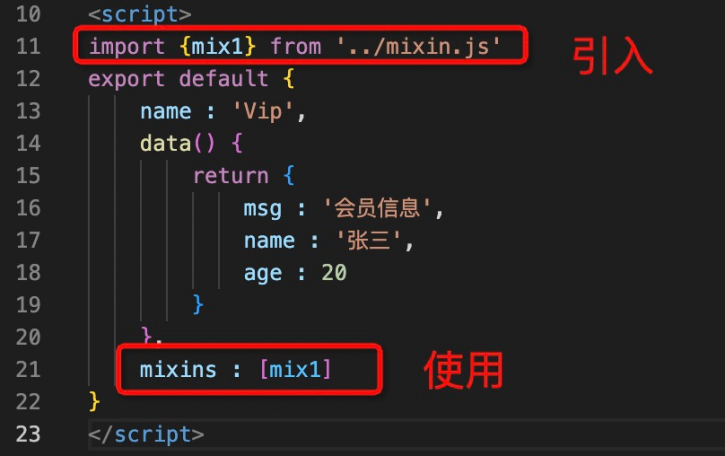 10 <script>
11 import {mix1} from '../mixin.js' 引入
12 export default {
13 name : 'Vip',
14 data() {
15 return {
16 msg : '会员信息',
17 name : '张三',
18 age : 20
19 }
20 },
21 mixins : [mix1] 使用
22 }
23 </script>